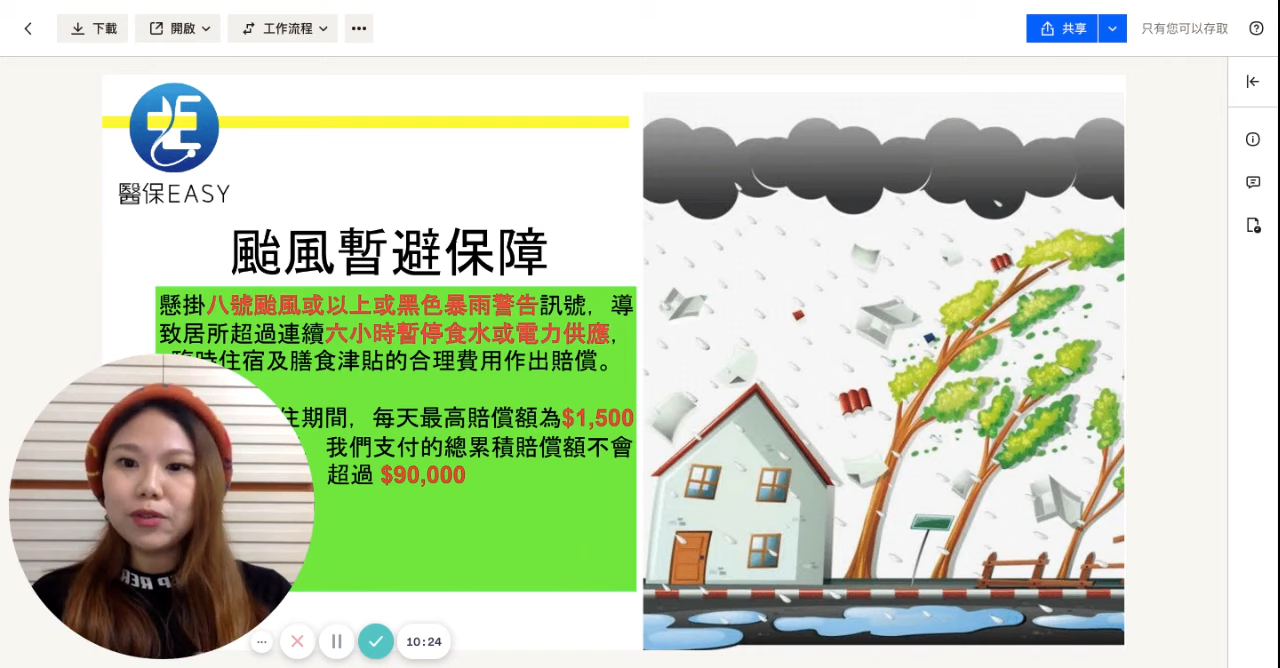 下載
開啟
工作流程
共享
只有您可以存取
醫保EASY
颱風暫避保障
懸掛八號颱風或以上或黑色暴雨警告訊號，導
致居所超過連續六小時暫停食水或電力供應，
時住宿及膳食津貼的合理費用作出賠償。
住期間，每天最高賠償額為$1,500
我們支付的總累積賠償額不會
超過 $90,000
10:24